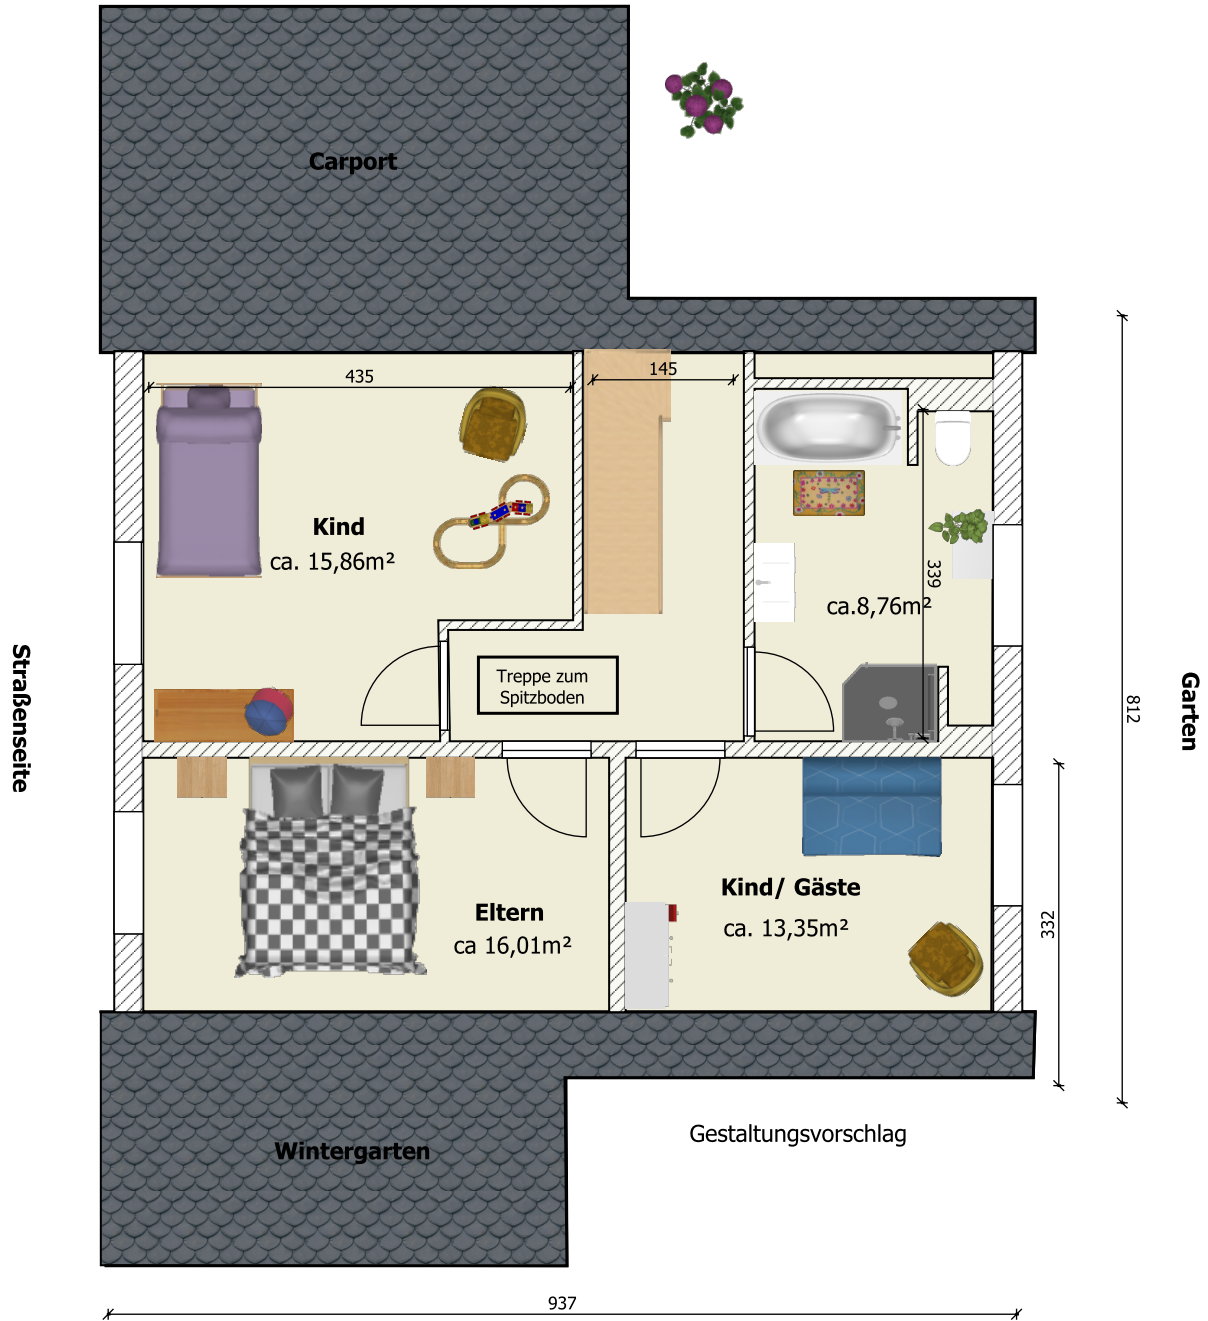 Carport
435
145
Kind
ca. 15,86m²
339
ca.8,76m²
Treppe zum
Spitzboden
Straßenseite
Garten
812
Eltern
ca 16,01m²
Kind/ Gäste
ca. 13,35m²
332
Wintergarten
Gestaltungsvorschlag
937